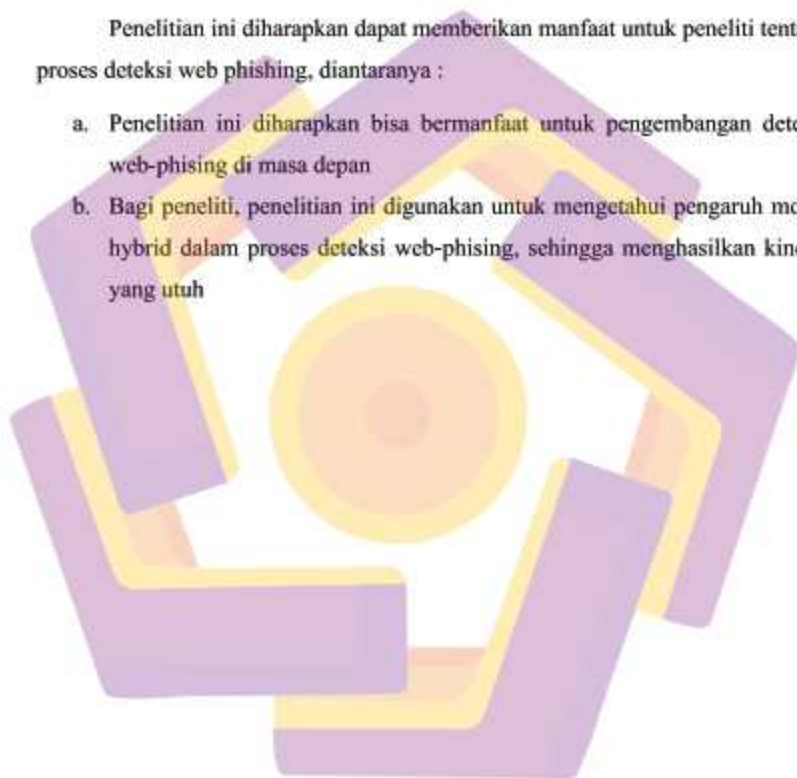 Penelitian ini diharapkan dapat memberikan manfaat untuk peneliti tent
proses deteksi web phishing, diantaranya :
a. Penelitian ini diharapkan bisa bermanfaat untuk pengembangan dete
web-phising di masa depan
b. Bagi peneliti, penelitian ini digunakan untuk mengetahui pengaruh mo
hybrid dalam proses deteksi web-phising, sehingga menghasilkan kine
yang utuh